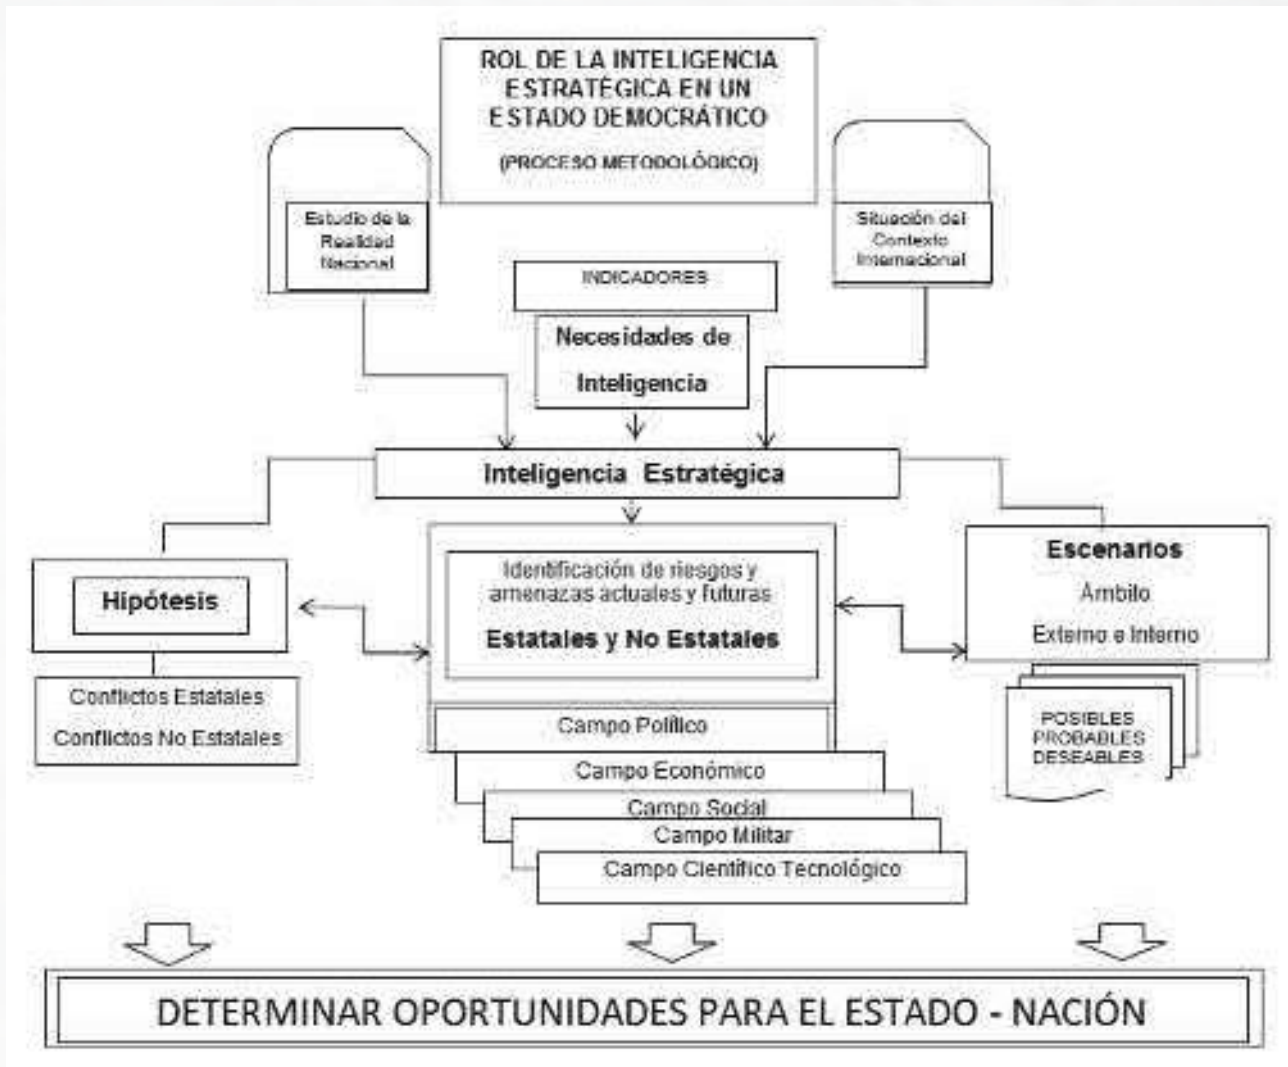 ROL DE LA INTELIGENCIA
ESTRATÉGICA EN UN
ESTADO DEMOCRÁTICO
(PROCESO METODOLÓGICO)
Estudio de la
Realidad
Nacional
Situación del
Contexto
Internacional
INDICADORES
Necesidades de
Inteligencia
Inteligencia Estratégica
Hipótesis
Conflictos Estatales
Conflictos No Estatales
Identificación de riesgos y
amenazas actuales y futuras
Estatales y No Estatales
Campo Político
Campo Económico
Campo Social
Campo Militar
Campo Científico Tecnológico
Escenarios
Ámbito
Externo e Interno
POSIBLES
PROBABLES
DESEABLES
DETERMINAR OPORTUNIDADES PARA EL ESTADO - NACIÓN